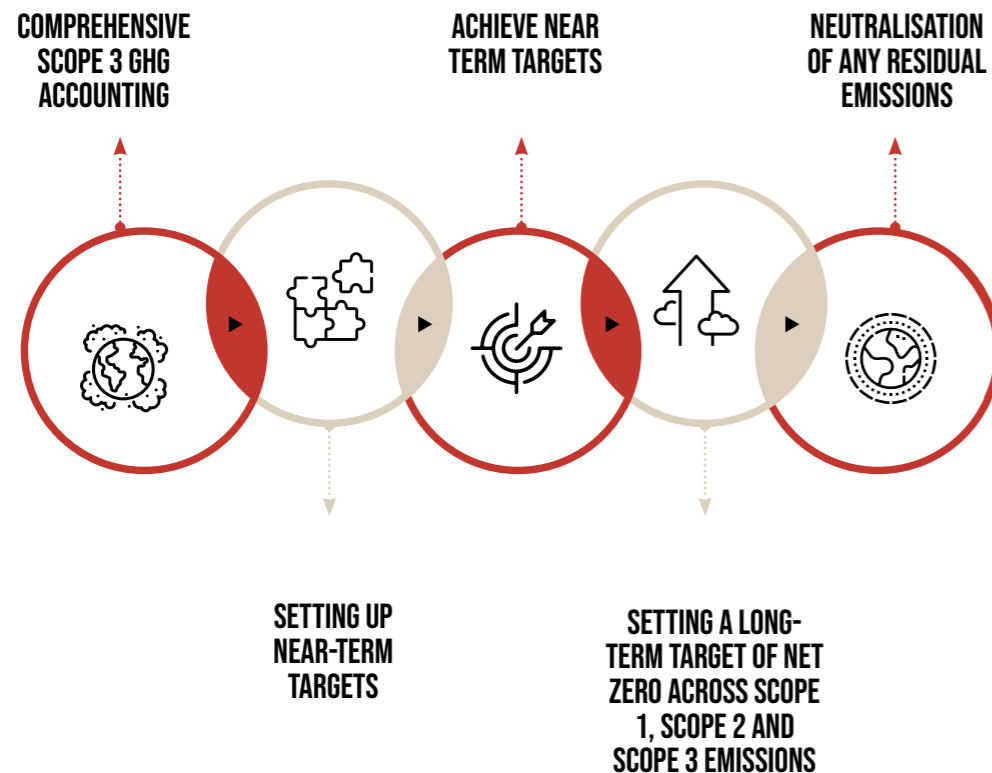 COMPREHENSIVE
SCOPE 3 GHG
ACCOUNTING
ACHIEVE NEAR
TERM TARGETS
NEUTRALISATION
OF ANY RESIDUAL
EMISSIONS
SETTING UP
NEAR-TERM
TARGETS
SETTING A LONG-
TERM TARGET OF NET
ZERO ACROSS SCOPE
1, SCOPE 2 AND
SCOPE 3 EMISSIONS